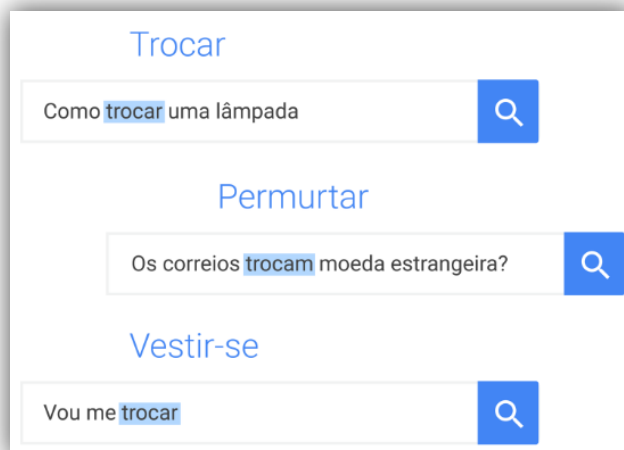 Trocar
Como trocar uma lâmpada
Permurtar
Os correios trocam moeda estrangeira?
Vestir-se
Vou me trocar